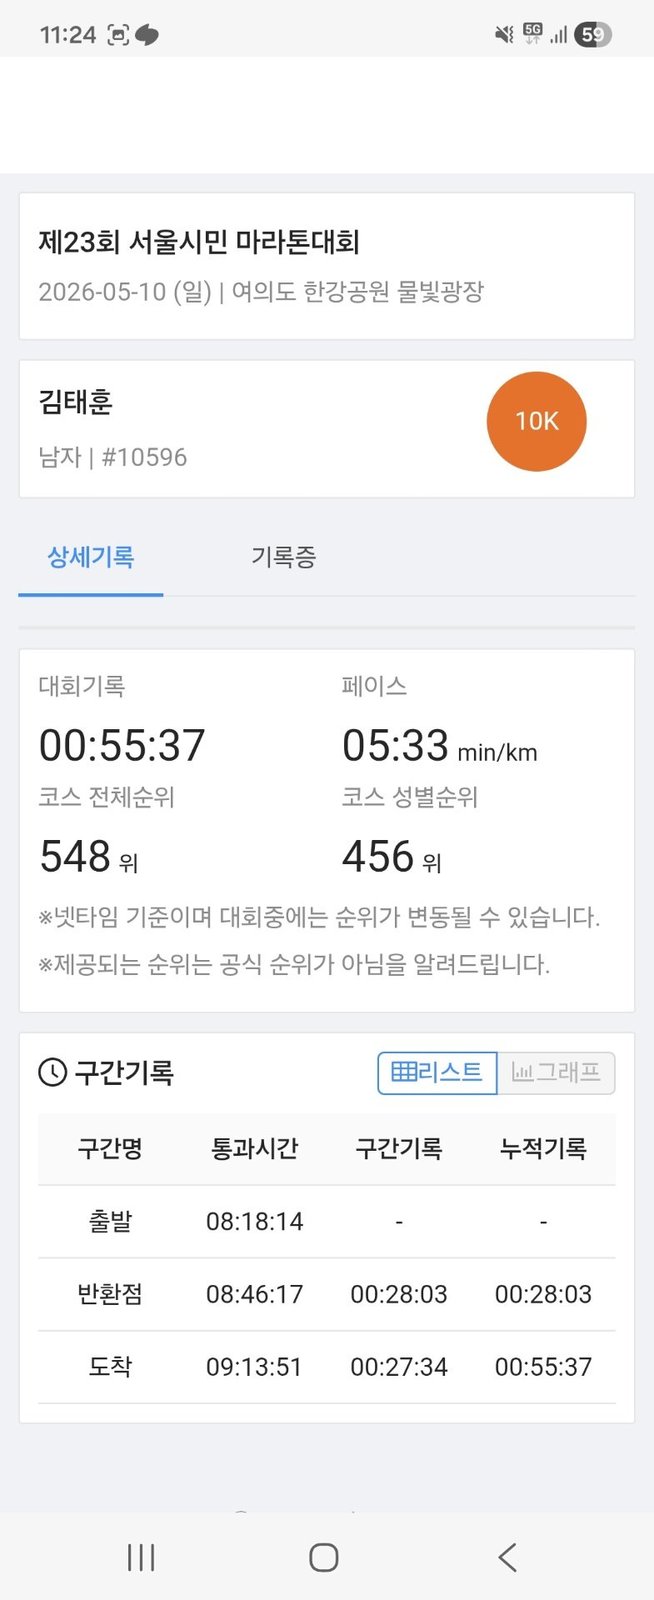 11:24 5G 59
제23회 서울시민 마라톤대회
2026-05-10 (일) | 여의도 한강공원 물빛광장
김태훈
남자 | #10596
10K
상세기록 기록증
대회기록 페이스
00:55:37 05:33 min/km
코스 전체순위 코스 성별순위
548 위 456 위
※넷타임 기준이며 대회중에는 순위가 변동될 수 있습니다.
※제공되는 순위는 공식 순위가 아님을 알려드립니다.
구간기록 리스트 그래프
구간명 통과시간 구간기록 누적기록
출발 08:18:14 - -
반환점 08:46:17 00:28:03 00:28:03
도착 09:13:51 00:27:34 00:55:37